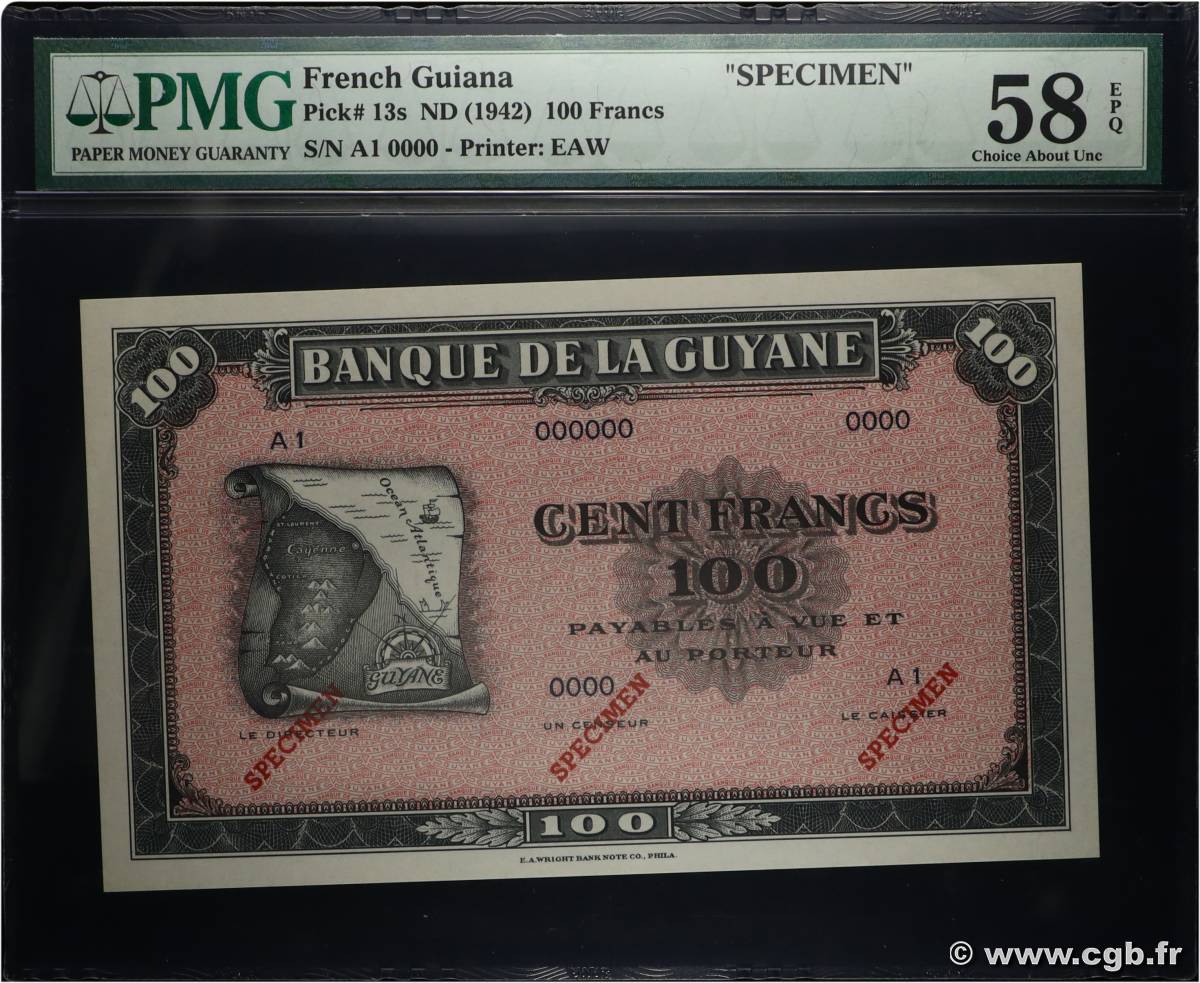 PMG
PAPER MONEY GUARANTY
French Guiana "SPECIMEN"
Pick# 13s ND (1942) 100 Francs
S/N A1 0000 - Printer: EAW
58
EPQ
Choice About Unc
100 BANQUE DE LA GUYANE 100
A1 000000 0000
Océan Atlantique
ST. LAURENT
Cayenne
GUYANE
CENT FRANCS
100
PAYABLES À VUE ET
AU PORTEUR
0000 A1
LE DIRECTEUR UN CENSEUR LE CAISSIER
SPECIMEN SPECIMEN SPECIMEN
100
E.A.WRIGHT BANK NOTE CO., PHILA.
© www.cgb.fr